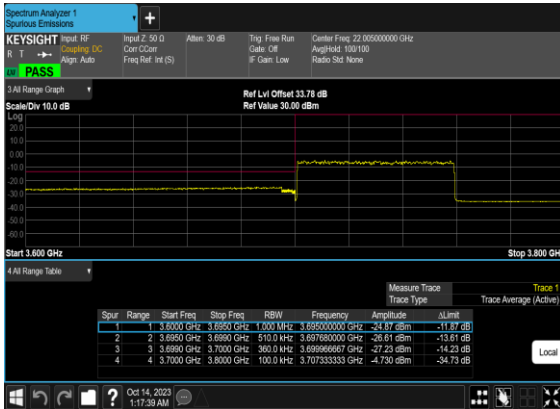 Spectrum Analyzer 1
Spurious Emissions
+
KEYSIGHT Input: RF Input Z: 50 Ω Atten: 30 dB Trig: Free Run Center Freq: 22.005000000 GHz
R T Coupling: DC Corr CCorr Gate: Off Avg|Hold: 100/100
Align: Auto Freq Ref: Int (S) IF Gain: Low Radio Std: None
LXI PASS
3 All Range Graph Ref Lvl Offset 33.78 dB
Scale/Div 10.0 dB Ref Value 30.00 dBm
Log
20.0
10.0
0.00
-10.0
-20.0
-30.0
-40.0
-50.0
-60.0
Start 3.600 GHz Stop 3.800 GH
4 All Range Table
Measure Trace Trace 1
Trace Type Trace Average (Active)
Spur Range Start Freq Stop Freq RBW Frequency Amplitude ΔLimit
1 1 3.6000 GHz 3.6950 GHz 1.000 MHz 3.695000000 GHz -24.87 dBm -11.87 dB
2 2 3.6950 GHz 3.6990 GHz 510.0 kHz 3.697680000 GHz -26.61 dBm -13.61 dB
3 3 3.6990 GHz 3.7000 GHz 360.0 kHz 3.699966667 GHz -27.23 dBm -14.23 dB
4 4 3.7000 GHz 3.8000 GHz 100.0 kHz 3.707333333 GHz -4.730 dBm -34.73 dB
Local
? Oct 14, 2023
1:17:39 AM